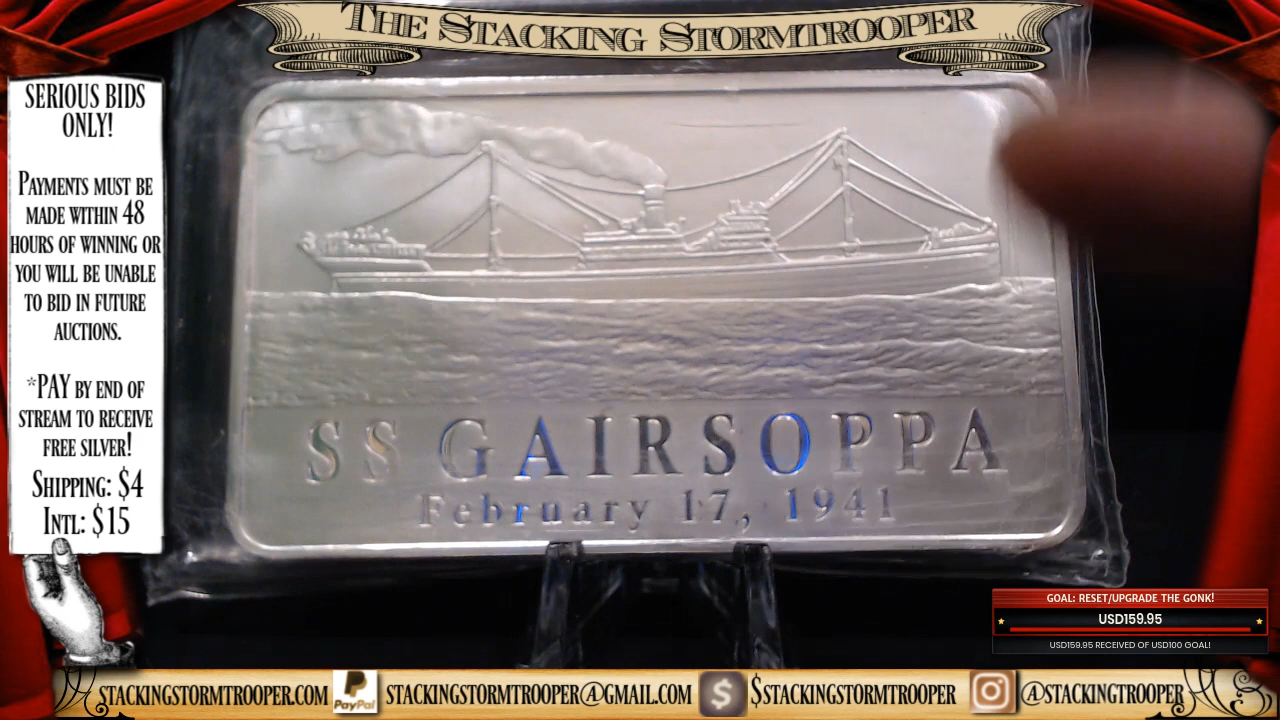 THE STACKING STORMTROOPER
SERIOUS BIDS
ONLY!
PAYMENTS MUST BE
MADE WITHIN 48
HOURS OF WINNING OR
YOU WILL BE UNABLE
TO BID IN FUTURE
AUCTIONS.
*PAY BY END OF
STREAM TO RECEIVE
FREE SILVER!
SHIPPING: $4
INTL: $15
SS GAIRSOPPA
February 17, 1941
GOAL: RESET/UPGRADE THE GONK!
USD159.95
USD159.95 RECEIVED OF USD100 GOAL!
STACKINGSTORMTROOPER.COM
PayPal
STACKINGSTORMTROOPER@GMAIL.COM
$
$STACKINGSTORMTROOPER
@STACKINGTROOPER